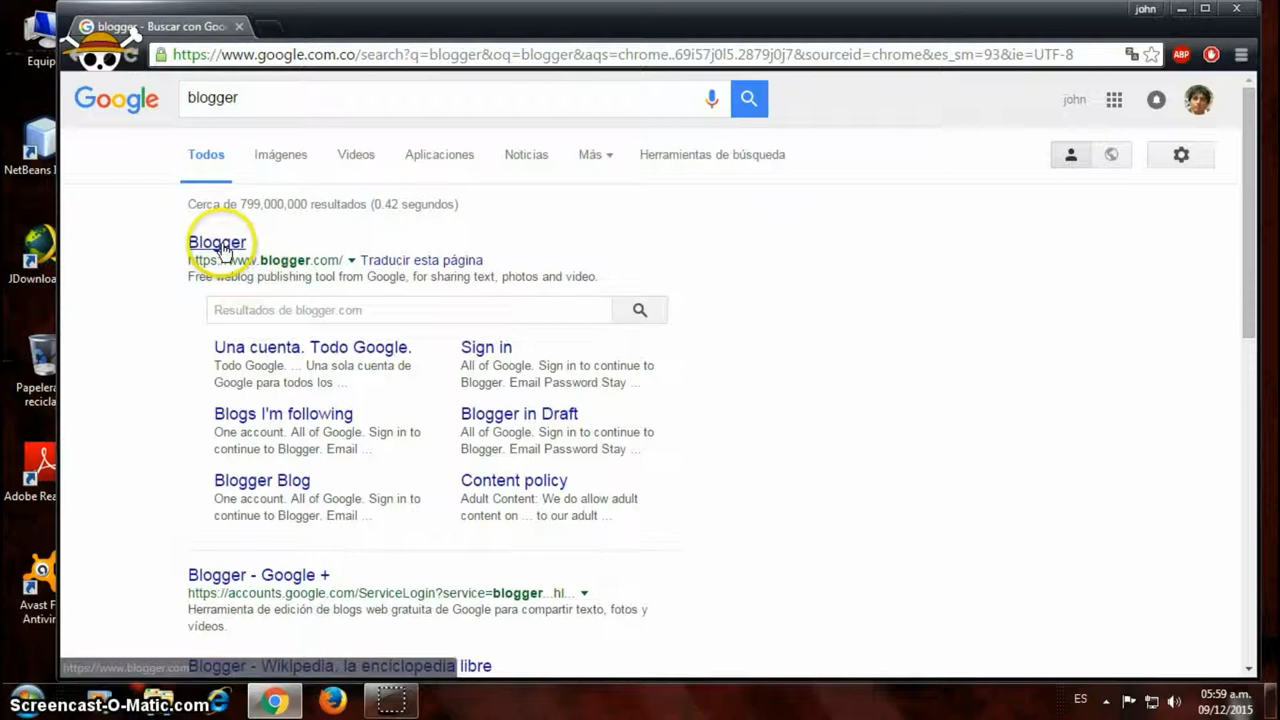 john
blogger - Buscar con Goo
Equip
https://www.google.com.co/search?q=blogger&oq=blogger&aqs=chrome..69i57j0l5.2879j0j7&sourceid=chrome&es_sm=93&ie=UTF-8
ABP
Google
blogger
john
Todos Imágenes Videos Aplicaciones Noticias Más Herramientas de búsqueda
NetBeans I
Cerca de 799,000,000 resultados (0.42 segundos)
Blogger
https://www.blogger.com/ Traducir esta página
Free weblog publishing tool from Google, for sharing text, photos and video.
JDownloa
Resultados de blogger.com
Una cuenta. Todo Google.
Todo Google. ... Una sola cuenta de
Google para todos los ...
Sign in
All of Google. Sign in to continue to
Blogger. Email Password Stay ...
Papelera
recicla
Blogs I'm following
One account. All of Google. Sign in to
continue to Blogger. Email ...
Blogger in Draft
All of Google. Sign in to continue to
Blogger. Email Password Stay ...
Adobe Rea
Blogger Blog
One account. All of Google. Sign in to
continue to Blogger. Email ...
Content policy
Adult Content: We do allow adult
content on ... to our adult ...
Blogger - Google +
https://accounts.google.com/ServiceLogin?service=blogger...hl...
Herramienta de edición de blogs web gratuita de Google para compartir texto, fotos y
vídeos.
Avast F
Antivir
https://www.blogger.com
Blogger - Wikipedia, la enciclopedia libre
Screencast-O-Matic.com
ES
05:59 a.m.
09/12/2015